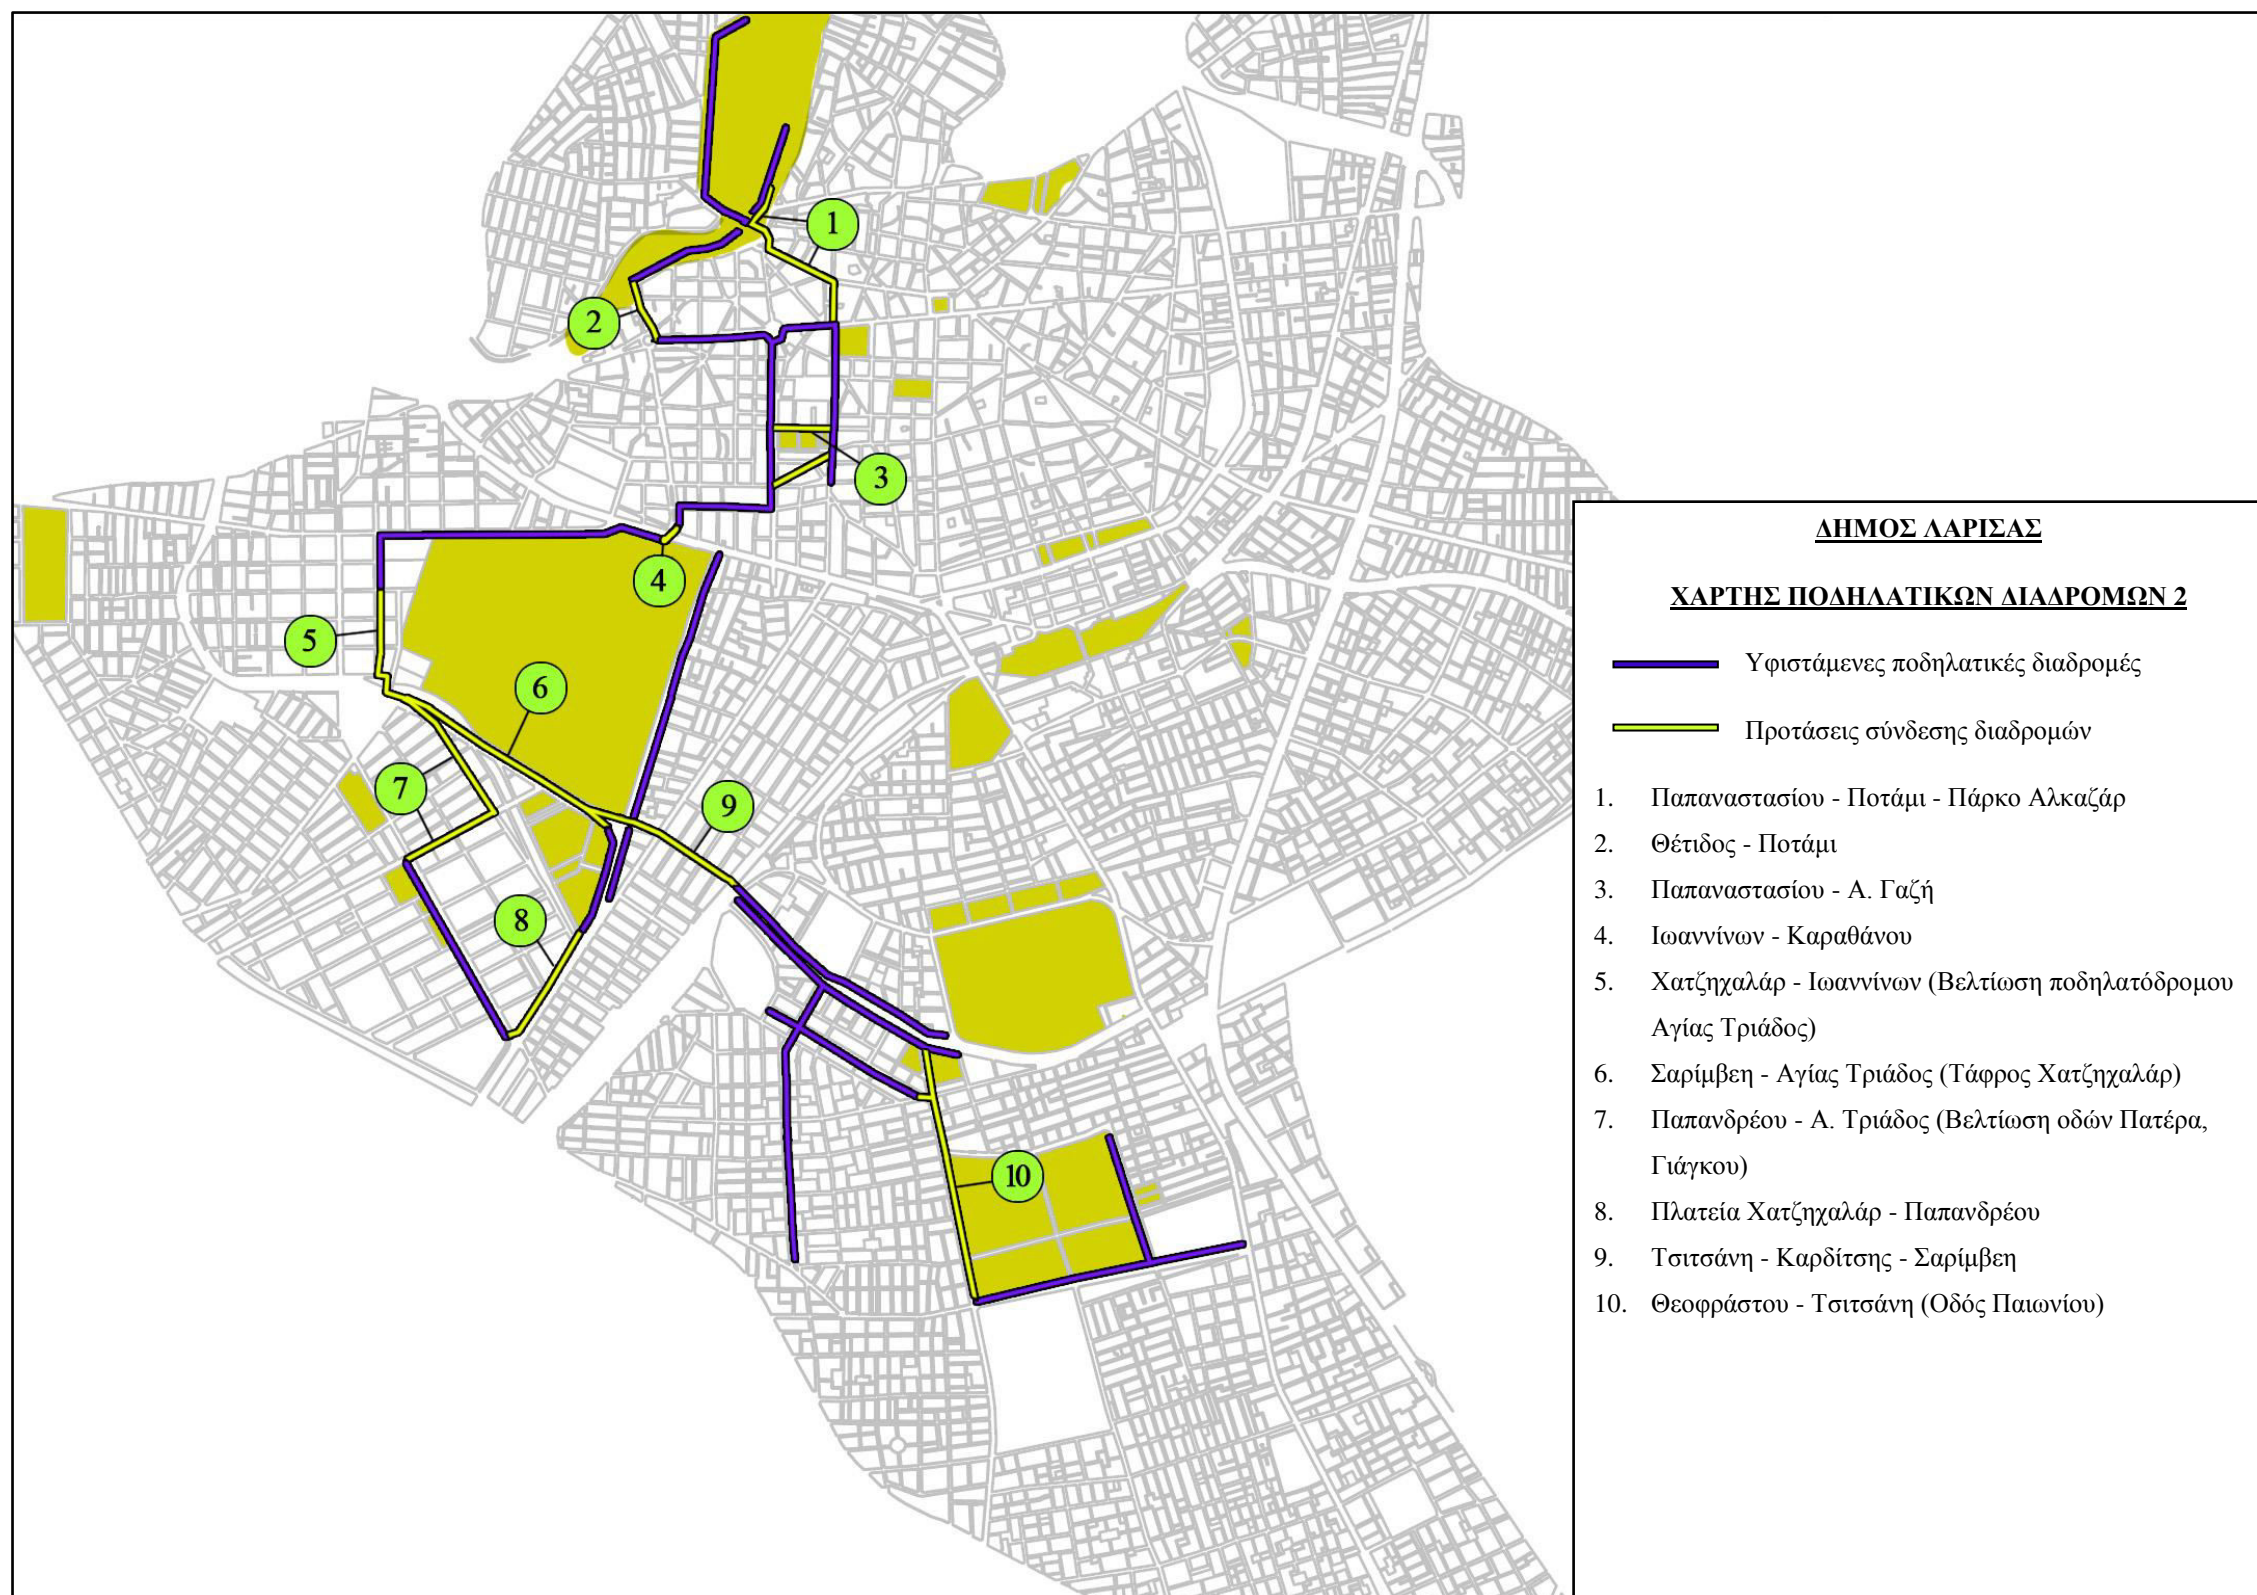 1
2
3
4
5
6
7
9
8
10
ΔΗΜΟΣ ΛΑΡΙΣΑΣ
ΧΑΡΤΗΣ ΠΟΔΗΛΑΤΙΚΩΝ ΔΙΑΔΡΟΜΩΝ 2
Υφιστάμενες ποδηλατικές διαδρομές
Προτάσεις σύνδεσης διαδρομών
1. Παπαναστασίου - Ποτάμι - Πάρκο Αλκαζάρ
2. Θέτιδος - Ποτάμι
3. Παπαναστασίου - Α. Γαζή
4. Ιωαννίνων - Καραθάνου
5. Χατζηχαλάρ - Ιωαννίνων (Βελτίωση ποδηλατόδρομου
Αγίας Τριάδος)
6. Σαρίμβεη - Αγίας Τριάδος (Τάφρος Χατζηχαλάρ)
7. Παπανδρέου - Α. Τριάδος (Βελτίωση οδών Πατέρα,
Γιάγκου)
8. Πλατεία Χατζηχαλάρ - Παπανδρέου
9. Τσιτσάνη - Καρδίτσης - Σαρίμβεη
10. Θεοφράστου - Τσιτσάνη (Οδός Παιωνίου)